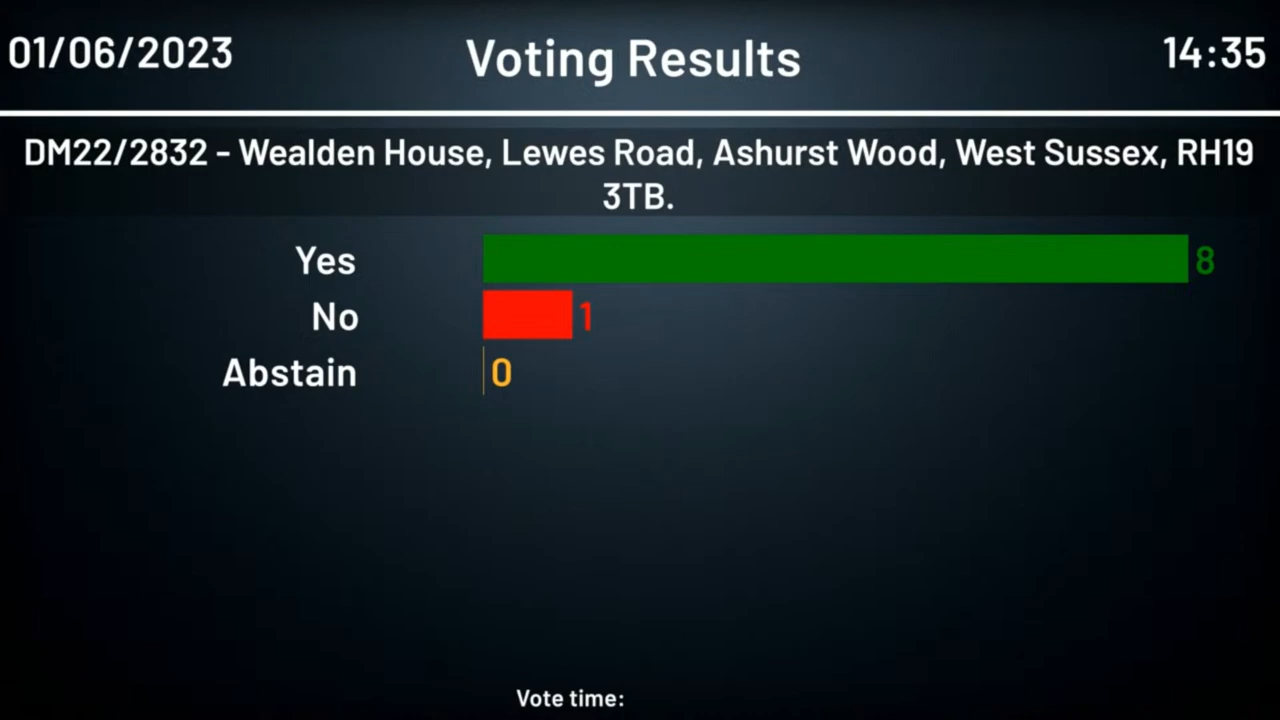 01/06/2023 Voting Results 14:35
DM22/2832 - Wealden House, Lewes Road, Ashurst Wood, West Sussex, RH19
3TB.
Yes 8
No 1
Abstain 0
Vote time: